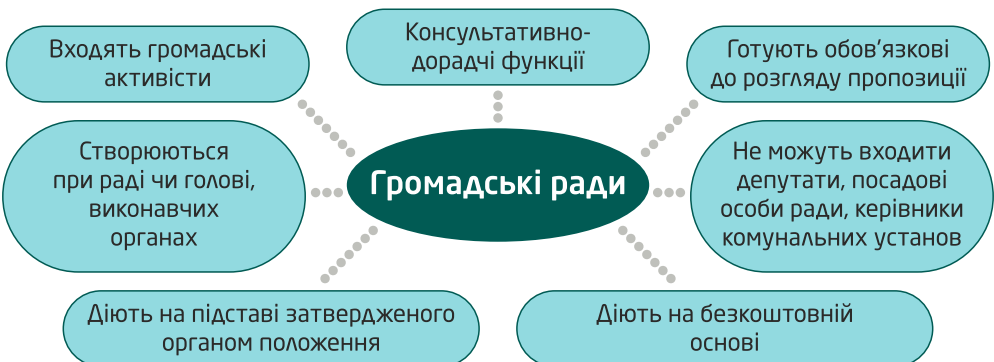 Входять громадські
активісти
Консультативно-
дорадчі функції
Готують обов’язкові
до розгляду пропозиції
Створюються
при раді чи голові,
виконавчих
органах
Громадські ради
Не можуть входити
депутати, посадові
особи ради, керівники
комунальних установ
Діють на підставі затвердженого
органом положення
Діють на безкоштовній
основі